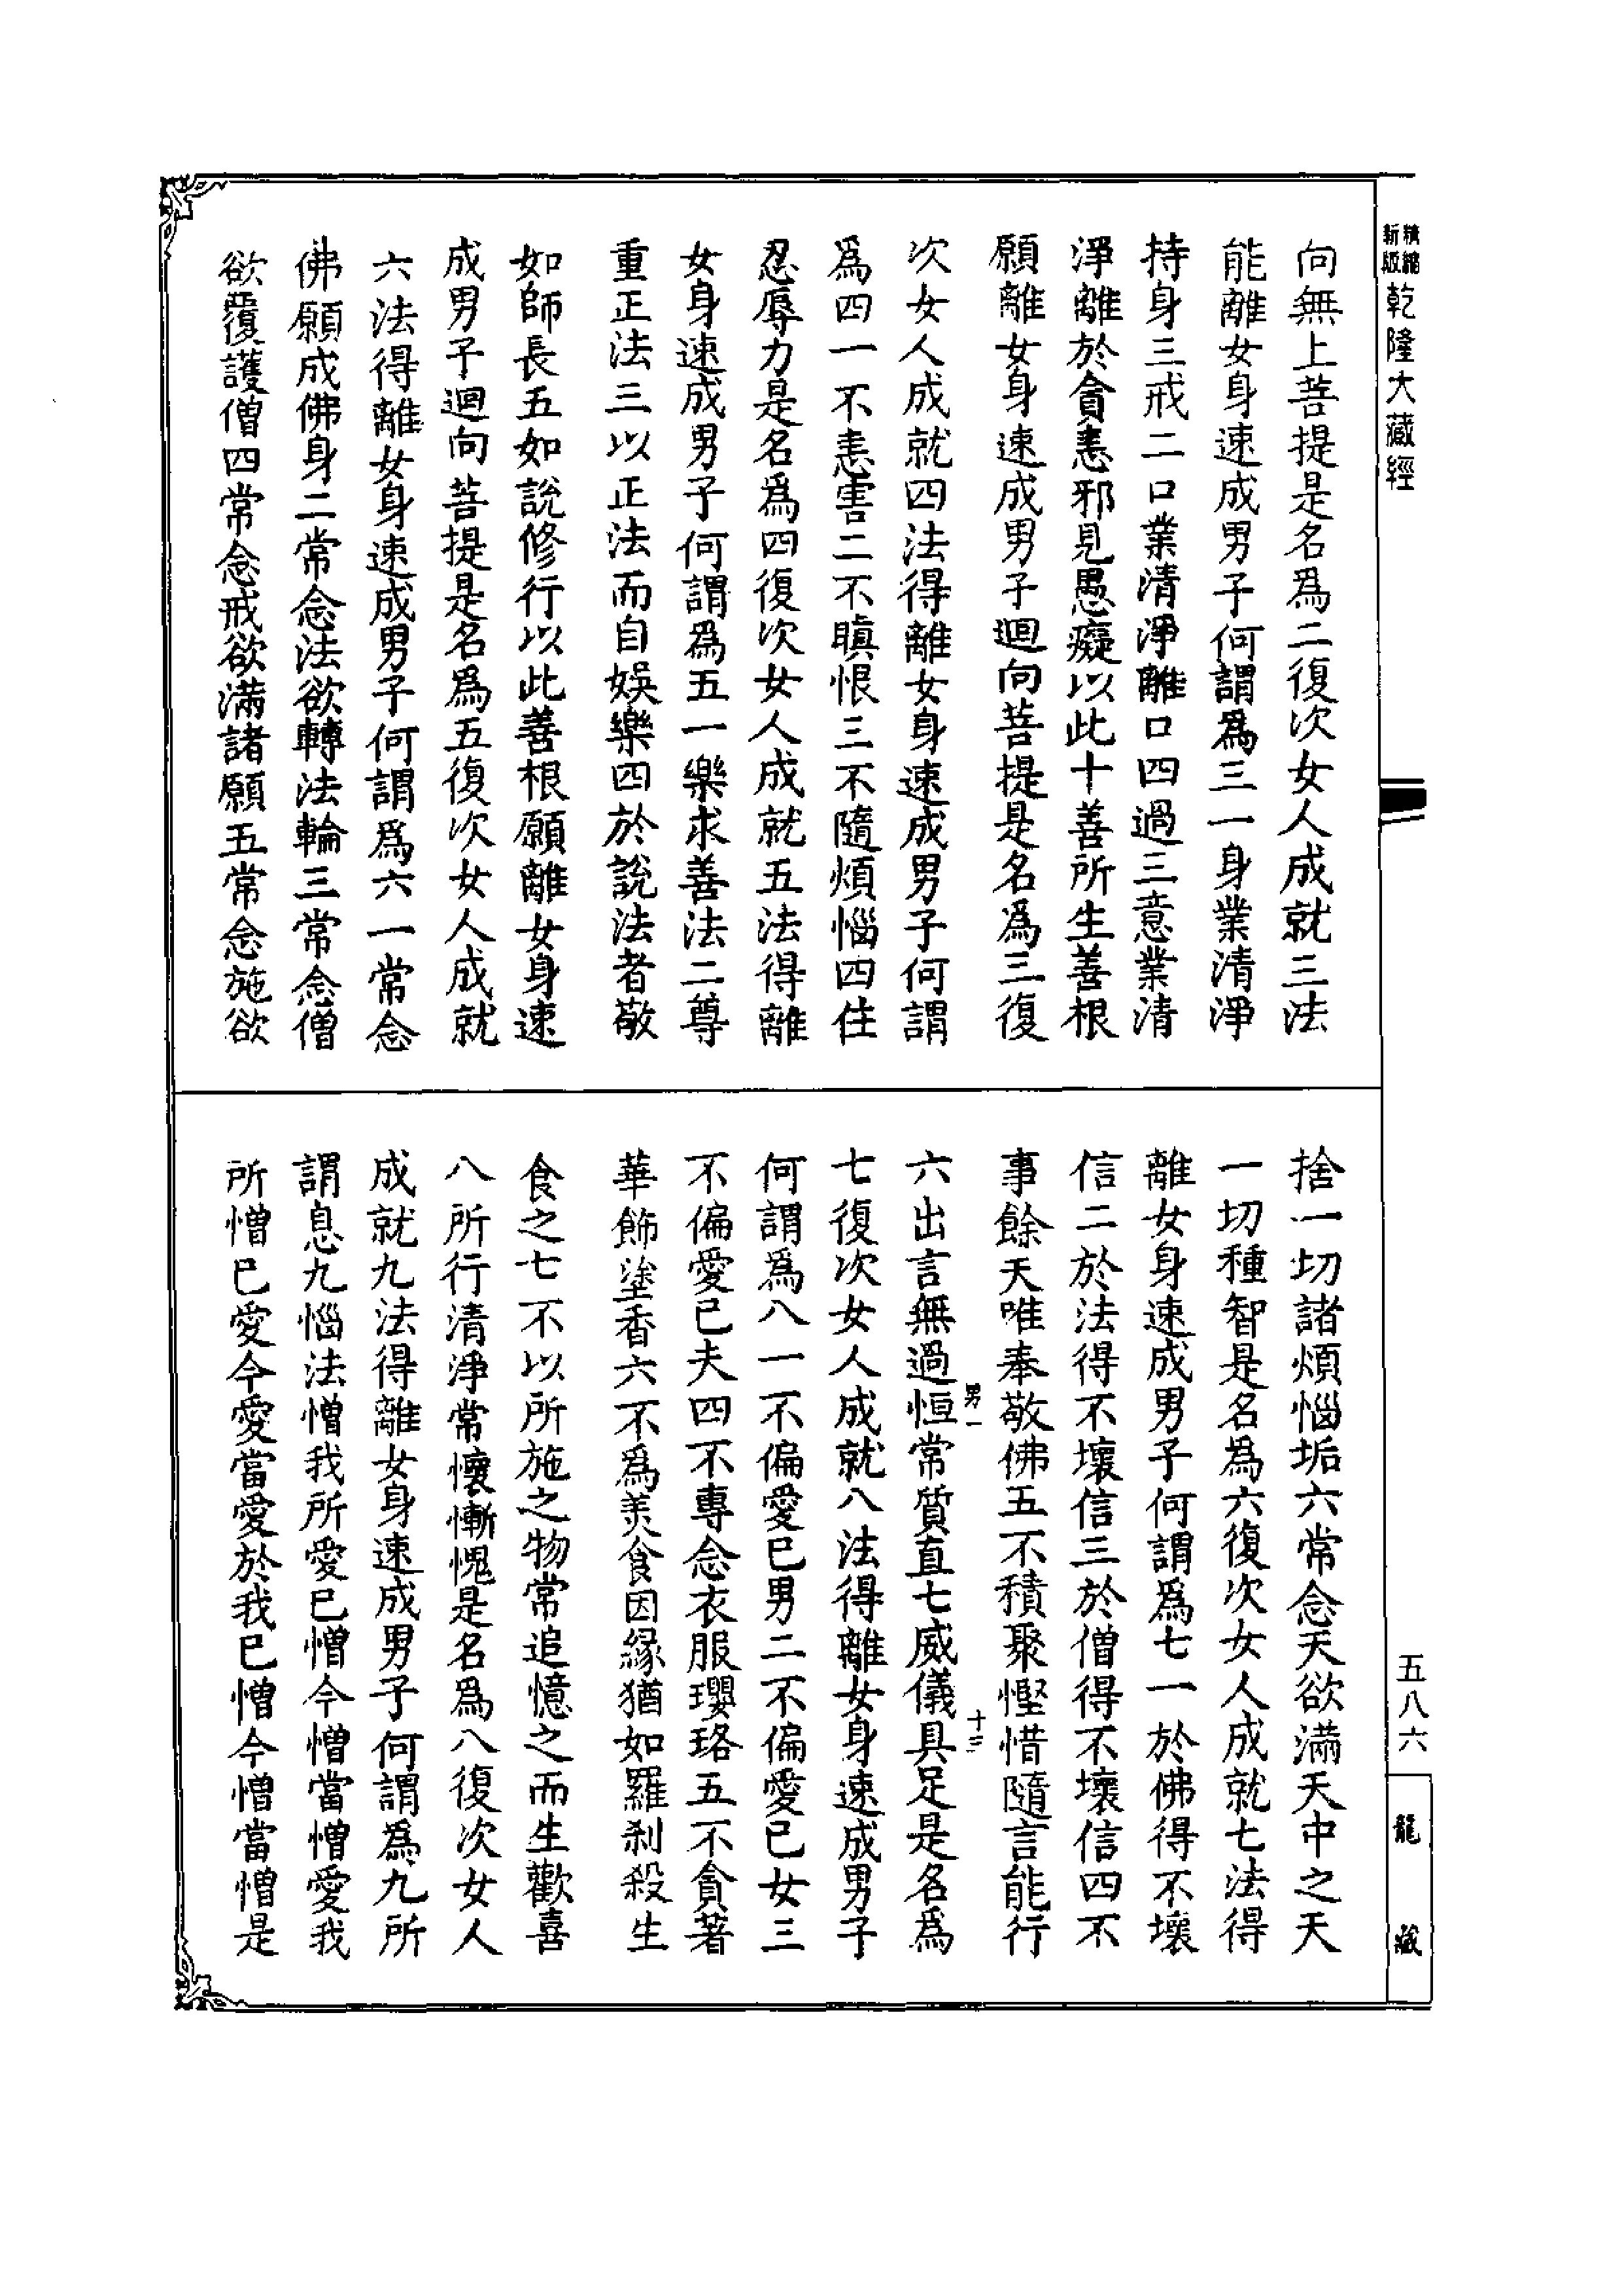 精縮新版乾隆大藏經
向無上菩提是名爲二復次女人成就三法
能離女身速成男子何謂爲三一身業清淨
持身三戒二口業清淨離口四過三意業清
淨離於貪恚邪見愚癡以此十善所生善根
願離女身速成男子迴向菩提是名爲三復
次女人成就四法得離女身速成男子何謂
爲四一不恚害二不瞋恨三不隨煩惱四住
忍辱力是名爲四復次女人成就五法得離
女身速成男子何謂爲五一樂求善法二尊
重正法三以正法而自娛樂四於說法者敬
如師長五如說修行以此善根願離女身速
成男子迴向菩提是名爲五復次女人成就
六法得離女身速成男子何謂爲六一常念
佛願成佛身二常念法欲轉法輪三常念僧
欲覆護僧四常念戒欲滿諸願五常念施欲
捨一切諸煩惱垢六常念天欲滿天中之天
一切種智是名爲六復次女人成就七法得
離女身速成男子何謂爲七一於佛得不壞
信二於法得不壞信三於僧得不壞信四不
事餘天唯奉敬佛五不積聚慳惜隨言能行
男一
十三
六出言無過恒常質直七威儀具足是名爲
七復次女人成就八法得離女身速成男子
何謂爲八一不偏愛已男二不偏愛已女三
不偏愛已夫四不專念衣服瓔珞五不貪著
華飾塗香六不爲美食因緣猶如羅剎殺生
食之七不以所施之物常追憶之而生歡喜
八所行清淨常懷慚愧是名爲八復次女人
成就九法得離女身速成男子何謂爲九所
謂息九惱法憎我所愛已憎今憎當憎愛我
所憎已愛今愛當愛於我已憎今憎當憎是
五八六
龍藏